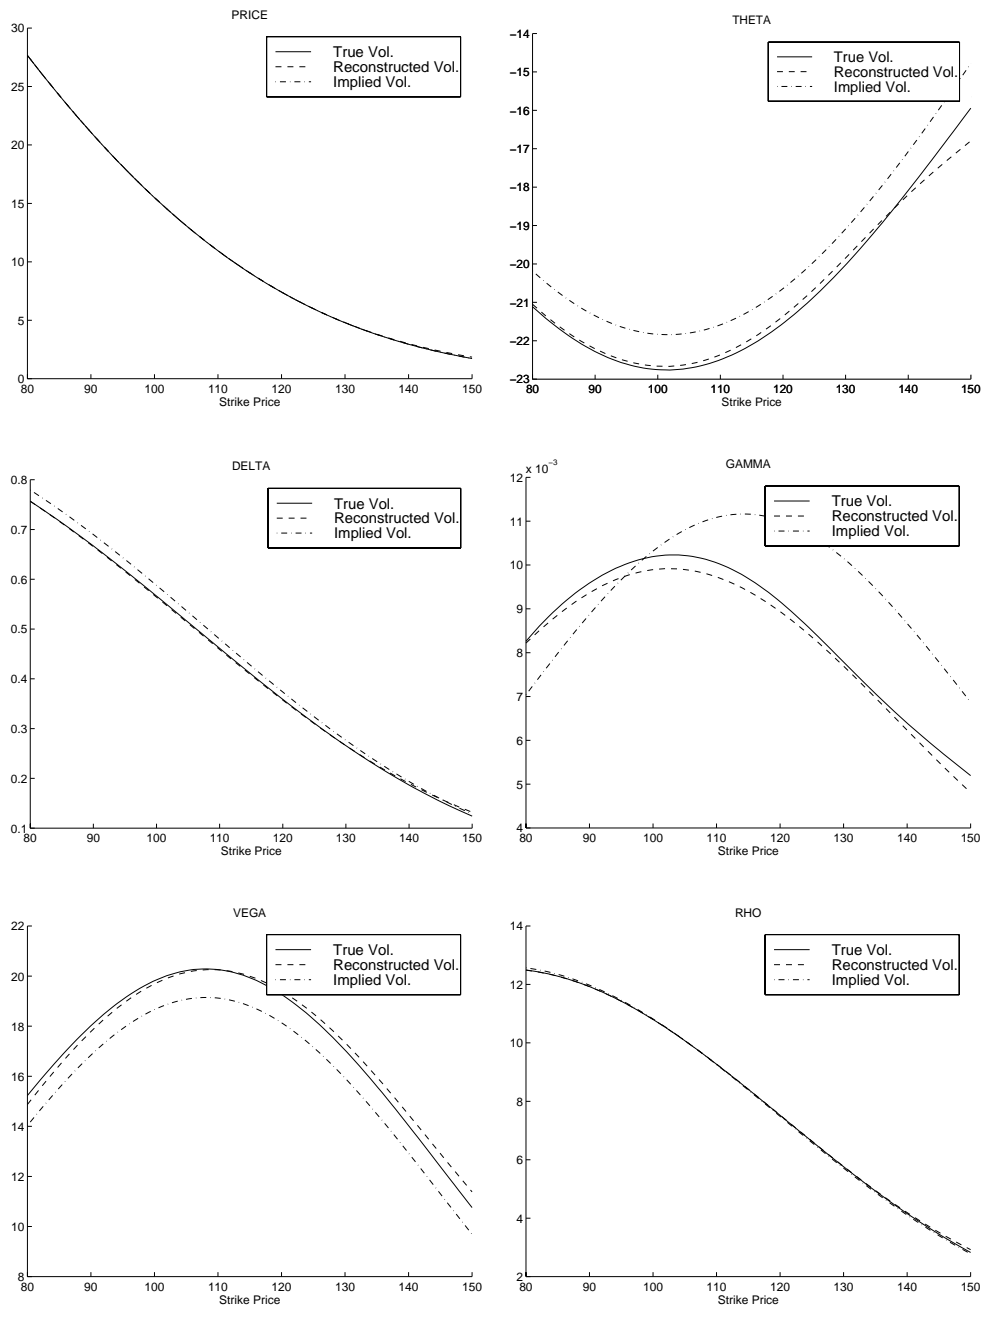 PRICE
30
25
20
15
10
5
0
80 90 100 110 120 130 140 150
Strike Price
True Vol.
Reconstructed Vol.
Implied Vol.
THETA
−14
−15
−16
−17
−18
−19
−20
−21
−22
−23
80 90 100 110 120 130 140 150
Strike Price
True Vol.
Reconstructed Vol.
Implied Vol.
DELTA
0.8
0.7
0.6
0.5
0.4
0.3
0.2
0.1
80 90 100 110 120 130 140 150
Strike Price
True Vol.
Reconstructed Vol.
Implied Vol.
GAMMA
x 10−3
12
11
10
9
8
7
6
5
4
80 90 100 110 120 130 140 150
Strike Price
True Vol.
Reconstructed Vol.
Implied Vol.
VEGA
22
20
18
16
14
12
10
8
80 90 100 110 120 130 140 150
Strike Price
True Vol.
Reconstructed Vol.
Implied Vol.
RHO
14
12
10
8
6
4
2
80 90 100 110 120 130 140 150
Strike Price
True Vol.
Reconstructed Vol.
Implied Vol.